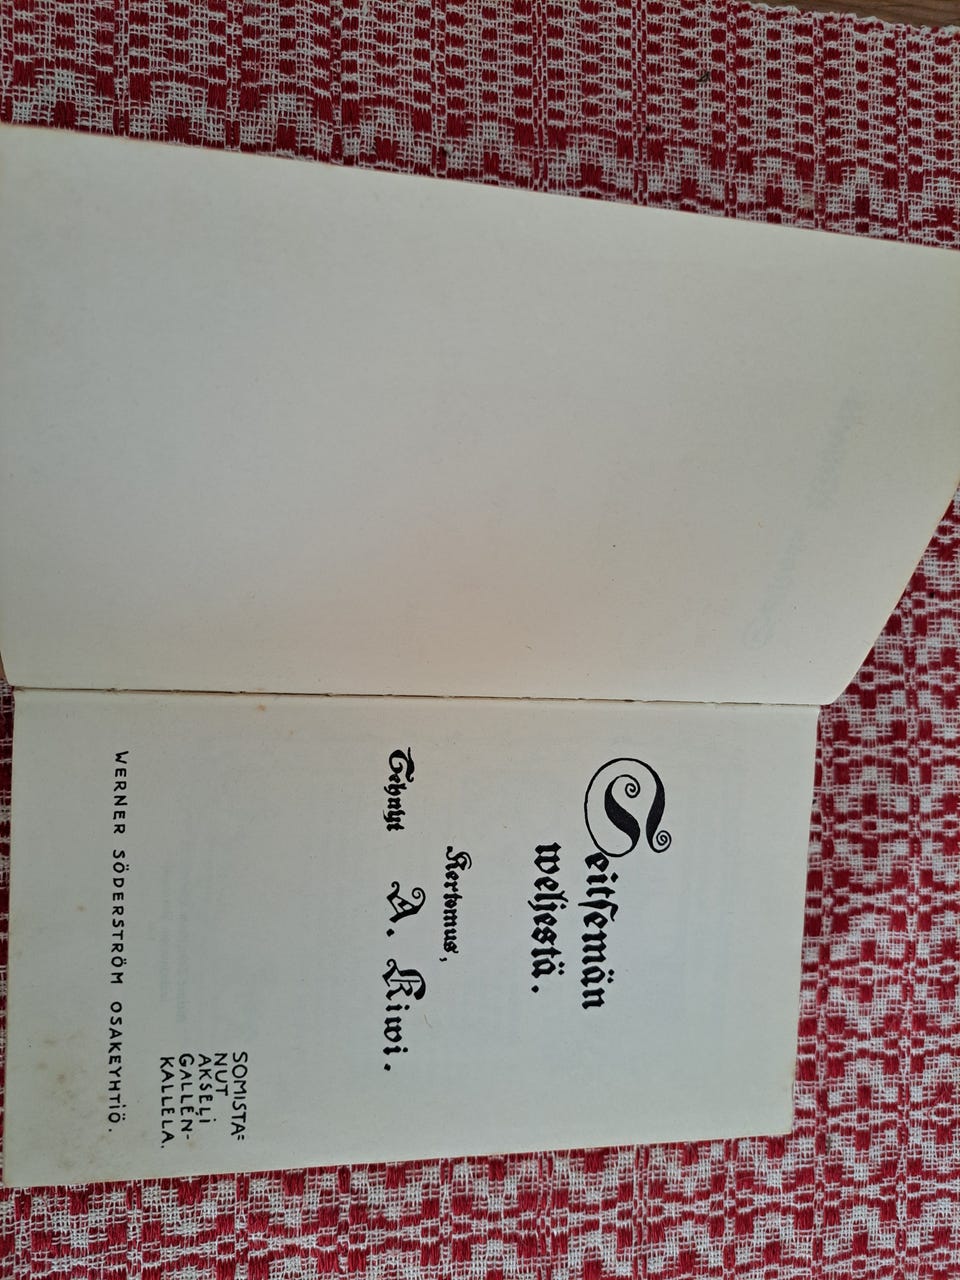 Seitsemän
weljestä.
Kertomus,
Tehnyt A. Kiwi.
SOMISTA=
NUT
AKSELI
GALLÉN-
KALLELA.
WERNER SÖDERSTRÖM OSAKEYHTIÖ.